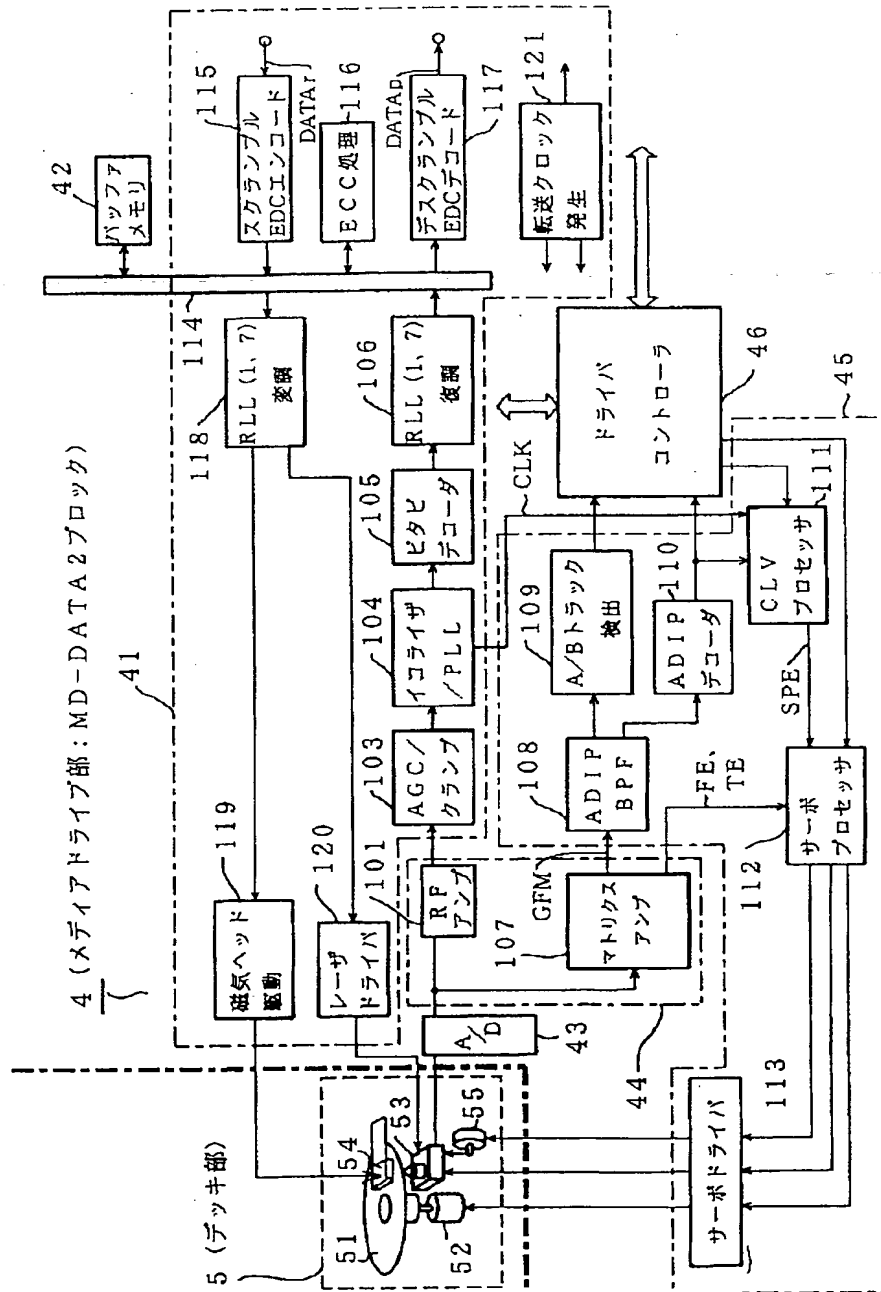 4 (メディアドライブ部:MD-DATA2ブロック)
5 (デッキ部)
41
42
バッファ
メモリ
114
115
スクランブル
EDCエンコード
DATAr
116
ECC処理
DATAp
117
デスクランブル
EDCデコード
121
転送クロック
発生
118
RLL(1、7)
変調
106
RLL(1、7)
復調
105
ビタビ
デコーダ
104
イコライザ
/PLL
103
AGC/
クランプ
101
RF
アンプ
119
磁気ヘッド
駆動
120
レーザ
ドライバ
CLK
ドライバ
コントローラ
46
45
109
A/Bトラック
検出
110
ADIP
デコーダ
111
CLV
プロセッサ
108
ADIP
BPF
GFM
107
マトリクス
アンプ
SPE
FE、
TE
112
サーボ
プロセッサ
A/D
43
44
113
サーボドライバ
51
52
53
54
55